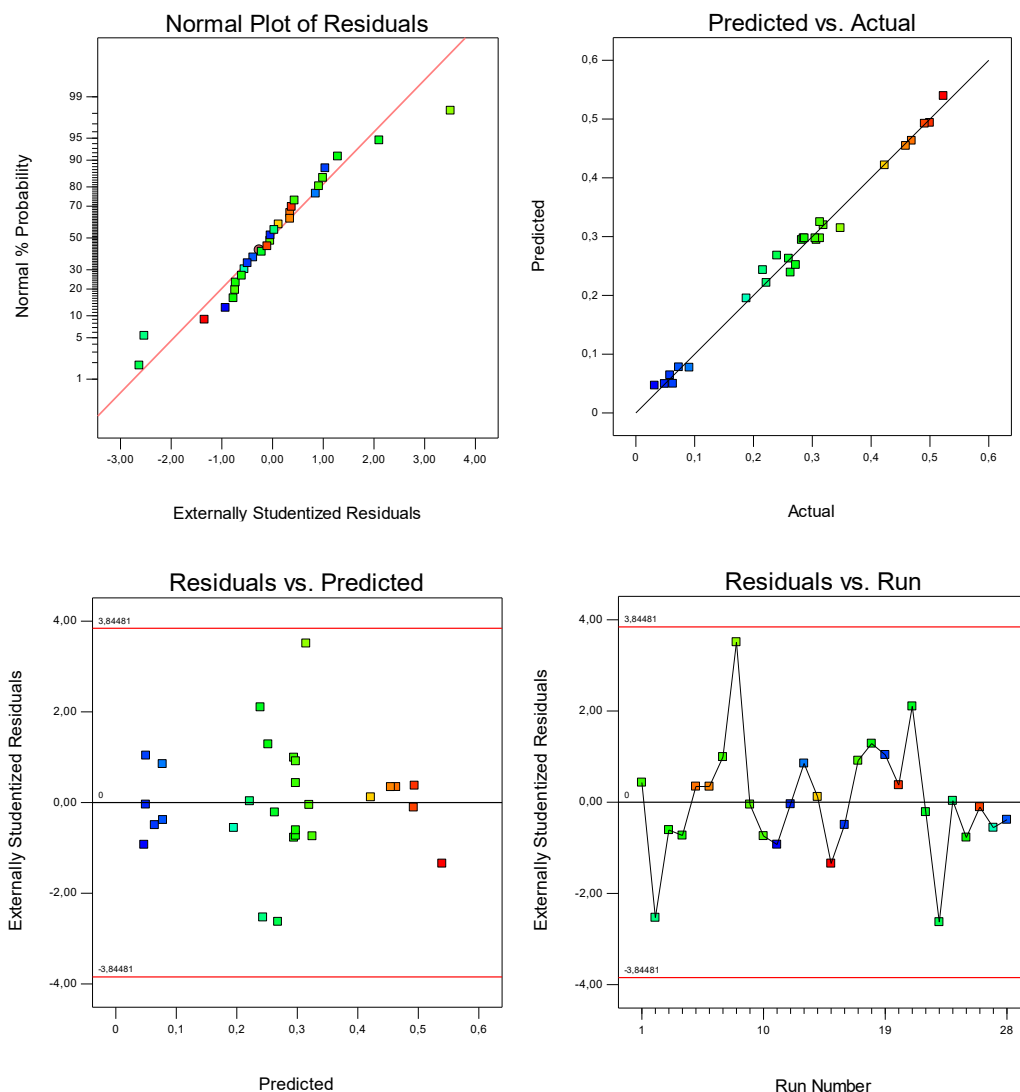 Normal Plot of Residuals
99
95
90
80
70
50
30
20
10
5
1
Normal % Probability
-3,00 -2,00 -1,00 0,00 1,00 2,00 3,00 4,00
Externally Studentized Residuals
Predicted vs. Actual
0,6
0,5
0,4
0,3
0,2
0,1
0
Predicted
0 0,1 0,2 0,3 0,4 0,5 0,6
Actual
Residuals vs. Predicted
4,00
3,84481
2,00
0
0,00
-2,00
-3,84481
-4,00
Externally Studentized Residuals
0 0,1 0,2 0,3 0,4 0,5 0,6
Predicted
Residuals vs. Run
4,00
3,84481
2,00
0
0,00
-2,00
-3,84481
-4,00
Externally Studentized Residuals
1 10 19 28
Run Number